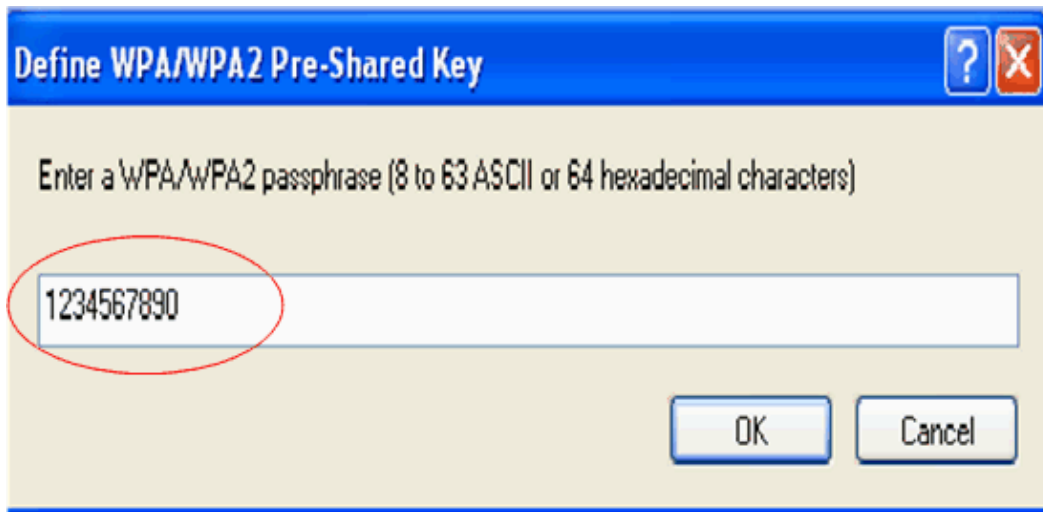 Define WPA/WPA2 Pre-Shared Key
Enter a WPA/WPA2 passphrase (8 to 63 ASCII or 64 hexadecimal characters)
1234567890
OK Cancel